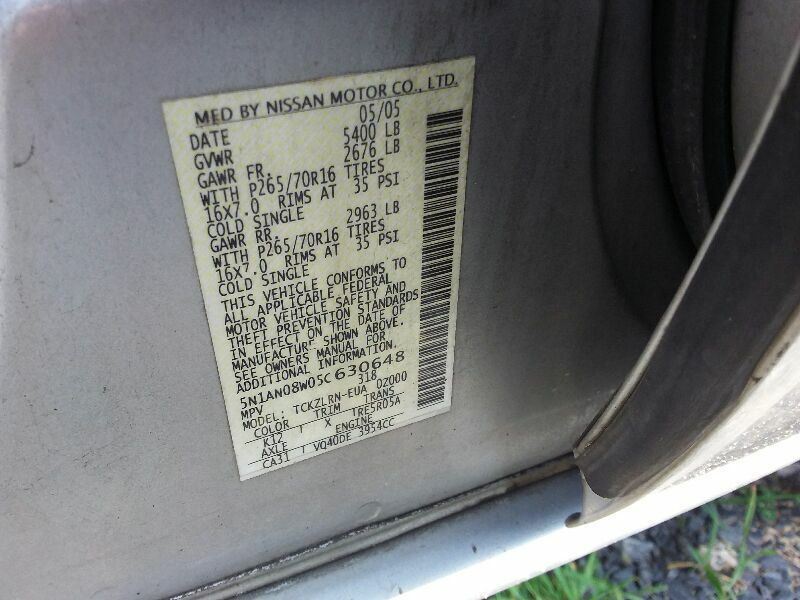 MFD BY NISSAN MOTOR CO., LTD.
DATE 05/05
GVWR 5400 LB
GAWR FR. 2676 LB
WITH P265/70R16 TIRES
16X7.0 RIMS AT 35 PSI
COLD SINGLE
GAWR RR. 2963 LB
WITH P265/70R16 TIRES
16X7.0 RIMS AT 35 PSI
COLD SINGLE
THIS VEHICLE CONFORMS TO
ALL APPLICABLE FEDERAL
MOTOR VEHICLE SAFETY AND
THEFT PREVENTION STANDARDS
IN EFFECT ON THE DATE OF
MANUFACTURE SHOWN ABOVE.
SEE OWNERS MANUAL FOR
ADDITIONAL INFORMATION.
5N1AN08W05C630648
MPV 318
MODEL: TCKZLRN-EUA 0Z000
COLOR TRIM TRANS
K12 X TRE5R05A
AXLE ENGINE
CA31 VQ40DE 3954CC